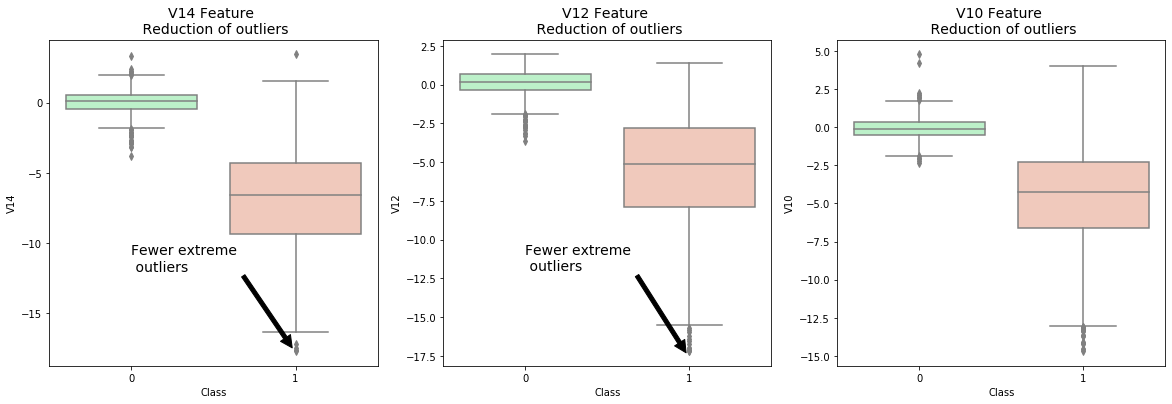 V14 Feature
Reduction of outliers
0
−5
−10
−15
V14
Fewer extreme
outliers
0
1
Class
V12 Feature
Reduction of outliers
2.5
0.0
−2.5
−5.0
−7.5
−10.0
−12.5
−15.0
−17.5
V12
Fewer extreme
outliers
0
1
Class
V10 Feature
Reduction of outliers
5.0
2.5
0.0
−2.5
−5.0
−7.5
−10.0
−12.5
−15.0
V10
0
1
Class